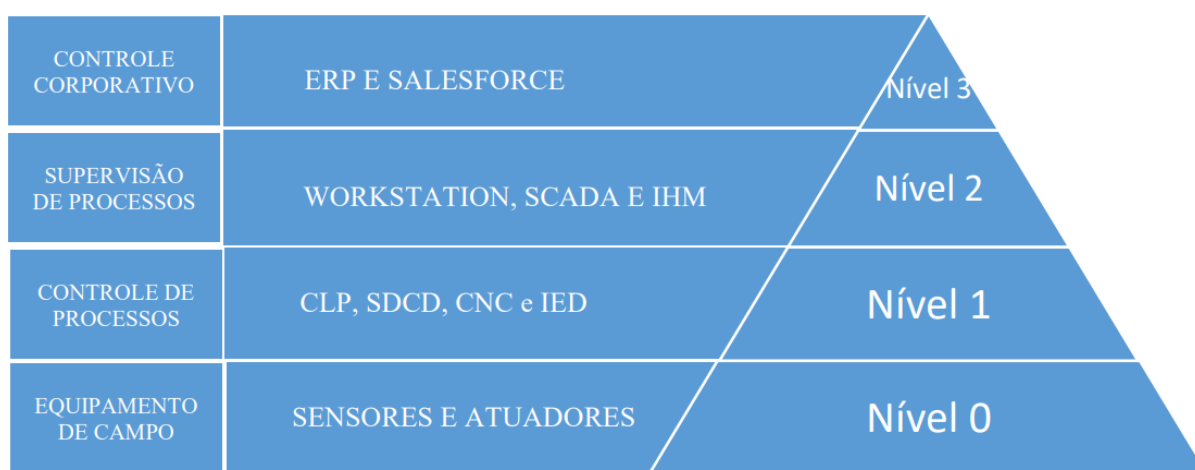 CONTROLE
CORPORATIVO
ERP E SALESFORCE
Nível 3
SUPERVISÃO
DE PROCESSOS
WORKSTATION, SCADA E IHM
Nível 2
CONTROLE DE
PROCESSOS
CLP, SDCD, CNC e IED
Nível 1
EQUIPAMENTO
DE CAMPO
SENSORES E ATUADORES
Nível 0